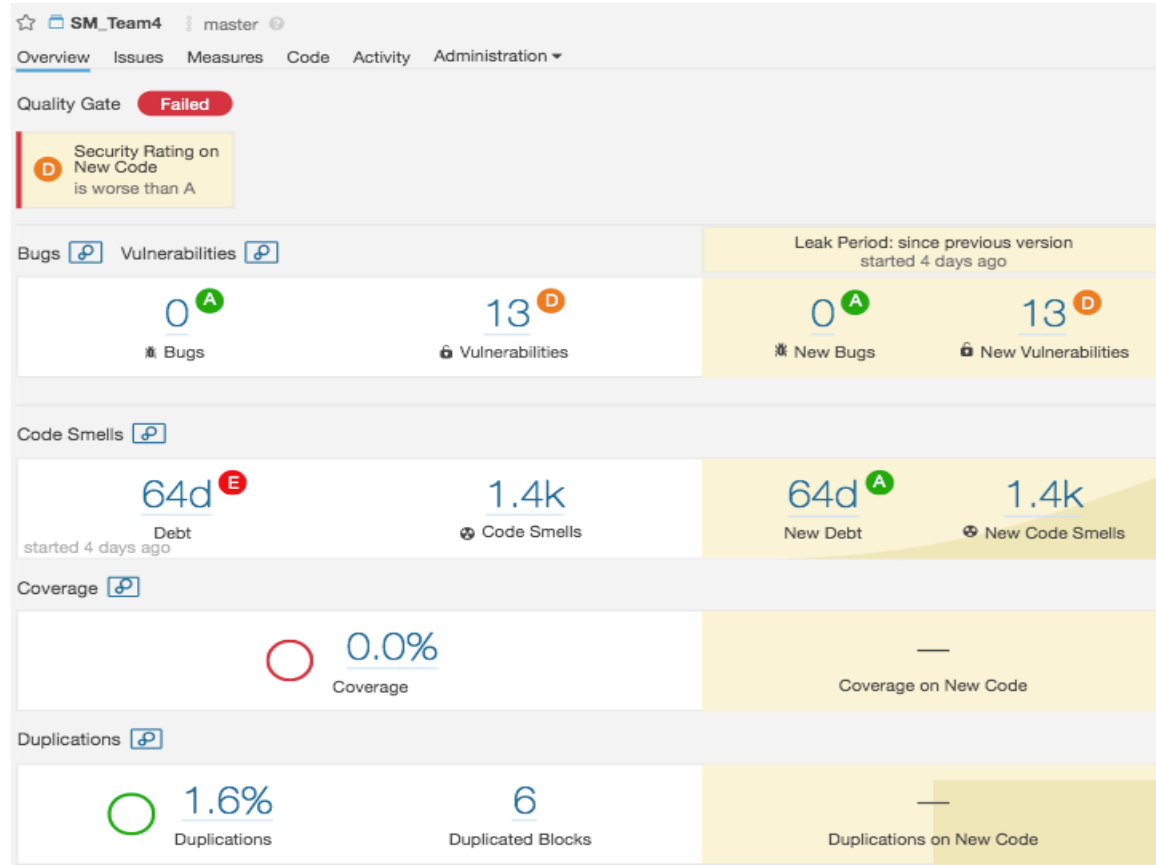 SM_Team4 master
Overview Issues Measures Code Activity Administration
Quality Gate Failed
D Security Rating on
New Code
is worse than A
Leak Period: since previous version
started 4 days ago
Bugs Vulnerabilities
0 A 13 D 0 A 13 D
Bugs Vulnerabilities New Bugs New Vulnerabilities
Code Smells
64d E 1.4k 64d A 1.4k
Debt Code Smells New Debt New Code Smells
started 4 days ago
Coverage
0.0% —
Coverage Coverage on New Code
Duplications
1.6% 6 —
Duplications Duplicated Blocks Duplications on New Code